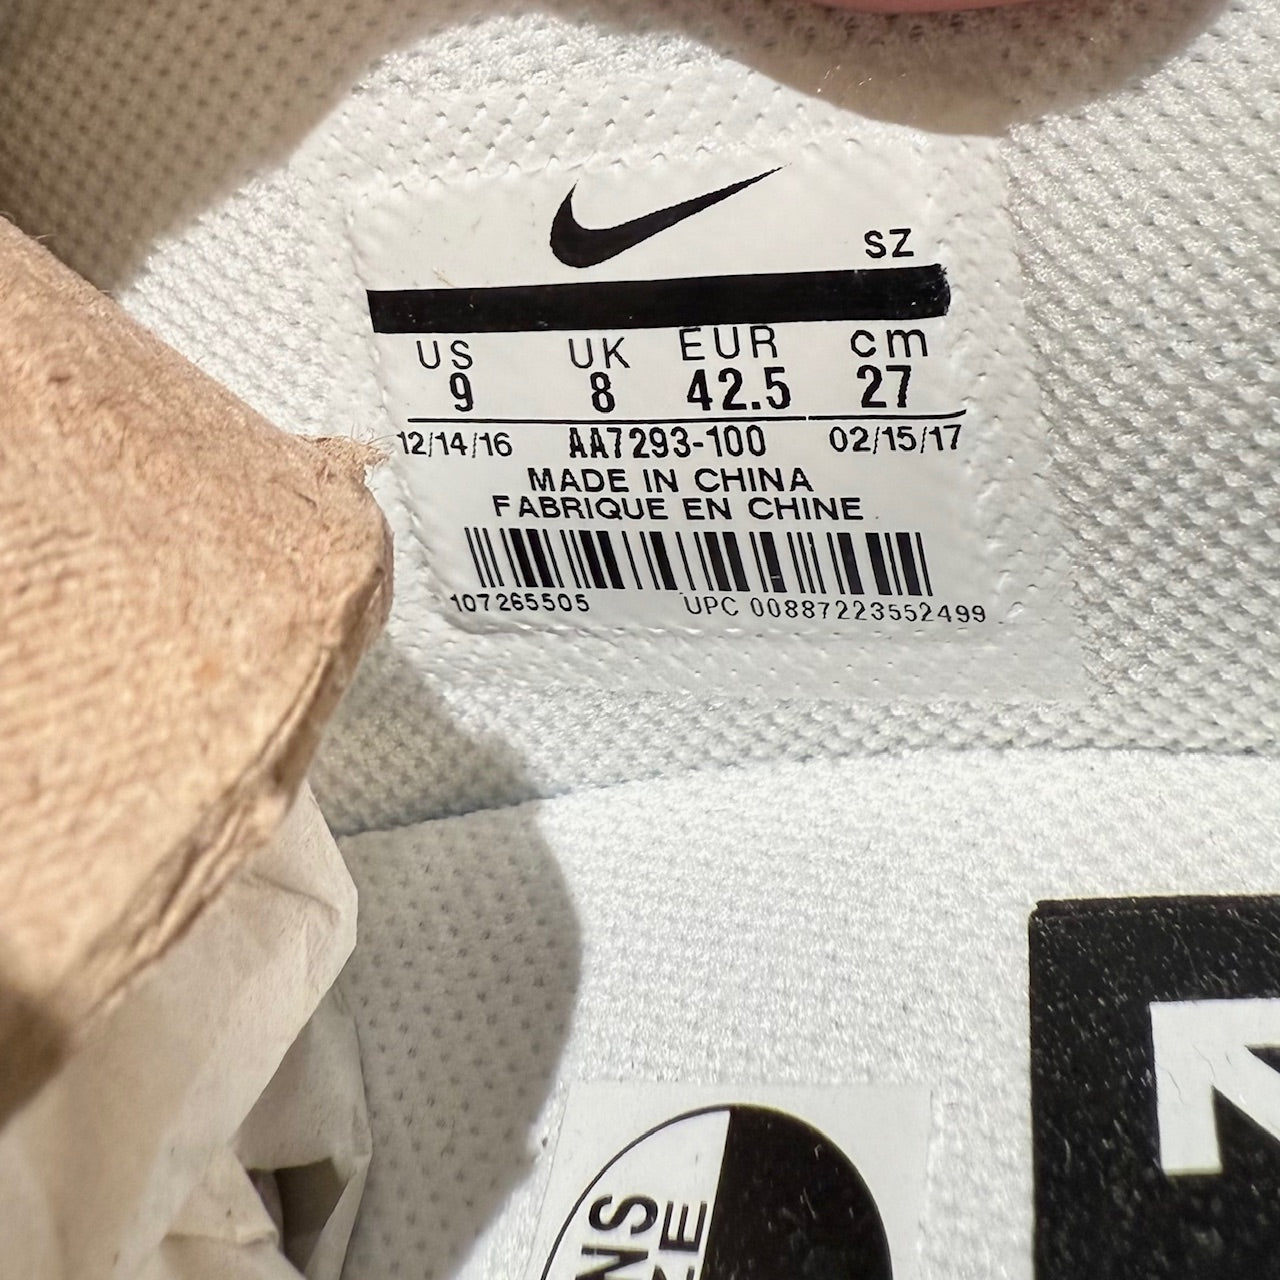 SZ
US UK EUR cm
9 8 42.5 27
12/14/16 AA7293-100 02/15/17
MADE IN CHINA
FABRIQUE EN CHINE
107265505 UPC 00887223552499